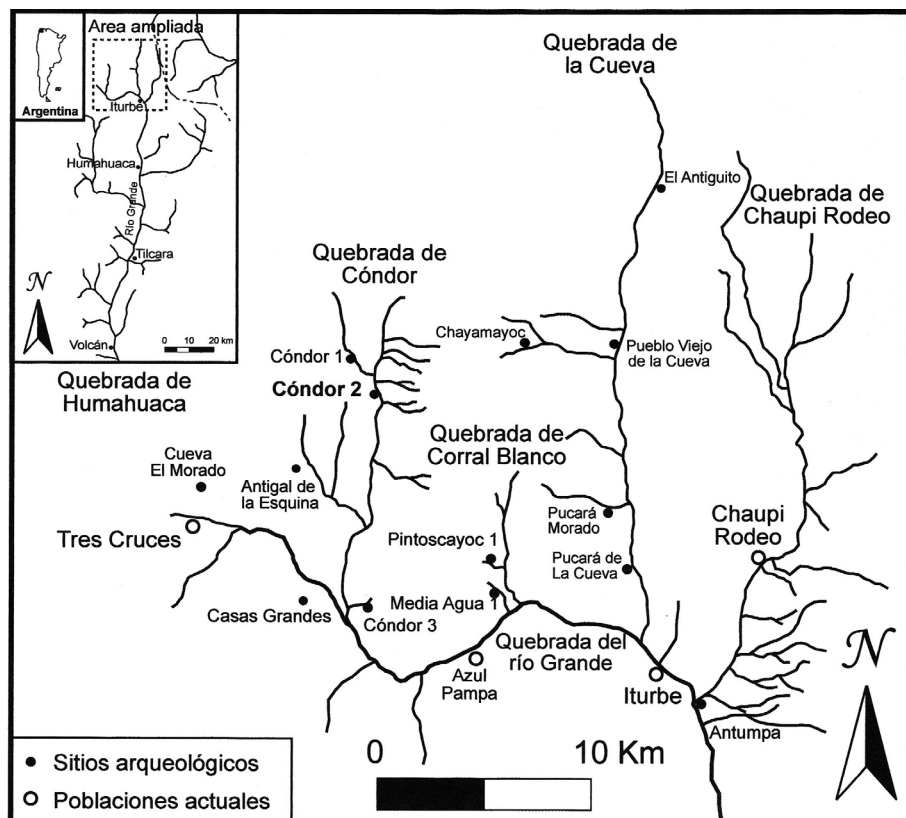 Area ampliada
Argentina
Iturbe
Humahuaca
Río Grande
Tilcara
N
Volcán
0 10 20 km
Quebrada de
Humahuaca
Quebrada de
la Cueva
El Antiguito
Quebrada de
Chaupi Rodeo
Quebrada de
Cóndor
Chayamayoc
Pueblo Viejo
de la Cueva
Cóndor 1
Cóndor 2
Quebrada de
Corral Blanco
Cueva
El Morado
Antigal de
la Esquina
Tres Cruces
Pintoscayoc 1
Pucará
Morado
Chaupi
Rodeo
Pucará de
La Cueva
Casas Grandes
Media Agua 1
Cóndor 3
Quebrada del
río Grande
Azul
Pampa
Iturbe
Antumpa
N
Sitios arqueológicos
Poblaciones actuales
0 10 Km